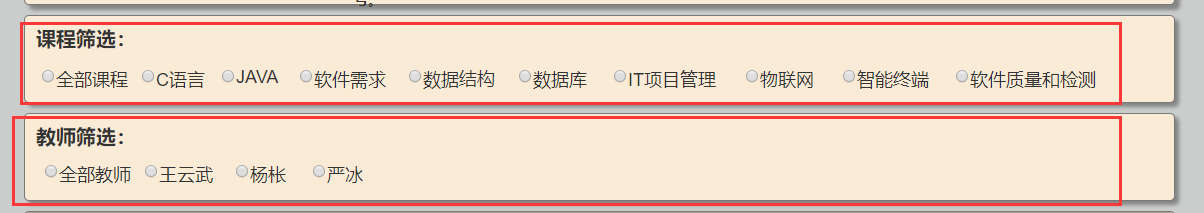 课程筛选：
全部课程 C语言 JAVA 软件需求 数据结构 数据库 IT项目管理 物联网 智能终端 软件质量和检测
教师筛选：
全部教师 王云武 杨枨 严冰